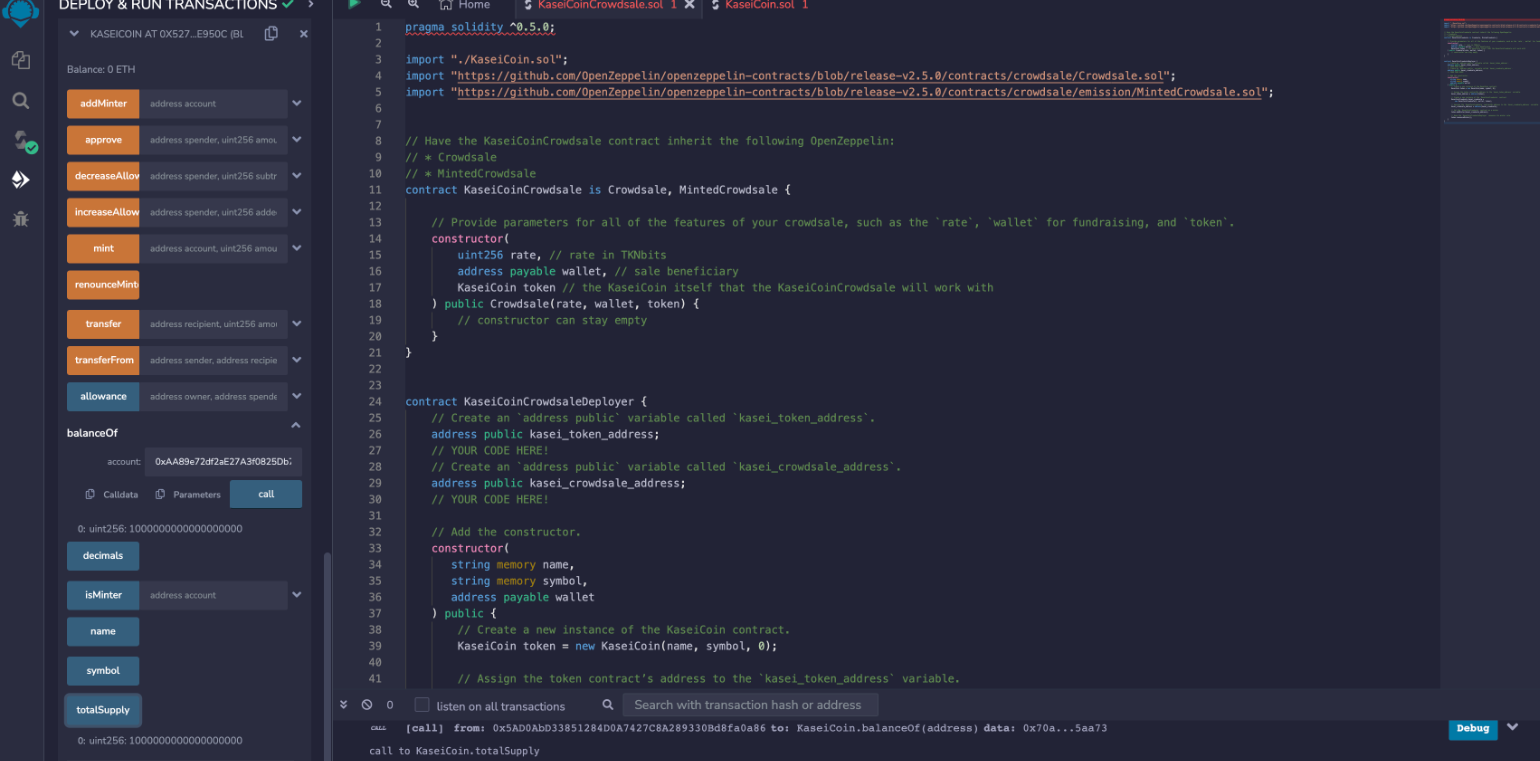 DEPLOY & RUN TRANSACTIONS
KASEICOIN AT 0X527...E950C (BL
Balance: 0 ETH
addMinter address account
approve address spender, uint256 amou
decreaseAllow address spender, uint256 subtr
increaseAllow address spender, uint256 adde
mint address account, uint256 amou
renounceMint
transfer address recipient, uint256 amo
transferFrom address sender, address recipie
allowance address owner, address spende
balanceOf
account: 0xAA89e72df2aE27A3f0825Db
Calldata Parameters call
0: uint256: 1000000000000000000
decimals
isMinter address account
name
symbol
totalSupply
0: uint256: 1000000000000000000
Home KaseiCoinCrowdsale.sol 1 KaseiCoin.sol 1
1 pragma solidity ^0.5.0;
2
3 import "./KaseiCoin.sol";
4 import "https://github.com/OpenZeppelin/openzeppelin-contracts/blob/release-v2.5.0/contracts/crowdsale/Crowdsale.sol";
5 import "https://github.com/OpenZeppelin/openzeppelin-contracts/blob/release-v2.5.0/contracts/crowdsale/emission/MintedCrowdsale.sol";
6
7
8 // Have the KaseiCoinCrowdsale contract inherit the following OpenZeppelin:
9 // * Crowdsale
10 // * MintedCrowdsale
11 contract KaseiCoinCrowdsale is Crowdsale, MintedCrowdsale {
12
13 // Provide parameters for all of the features of your crowdsale, such as the `rate`, `wallet` for fundraising, and `token`.
14 constructor(
15 uint256 rate, // rate in TKNbits
16 address payable wallet, // sale beneficiary
17 KaseiCoin token // the KaseiCoin itself that the KaseiCoinCrowdsale will work with
18 ) public Crowdsale(rate, wallet, token) {
19 // constructor can stay empty
20 }
21 }
22
23
24 contract KaseiCoinCrowdsaleDeployer {
25 // Create an `address public` variable called `kasei_token_address`.
26 address public kasei_token_address;
27 // YOUR CODE HERE!
28 // Create an `address public` variable called `kasei_crowdsale_address`.
29 address public kasei_crowdsale_address;
30 // YOUR CODE HERE!
31
32 // Add the constructor.
33 constructor(
34 string memory name,
35 string memory symbol,
36 address payable wallet
37 ) public {
38 // Create a new instance of the KaseiCoin contract.
39 KaseiCoin token = new KaseiCoin(name, symbol, 0);
40
41 // Assign the token contract's address to the `kasei_token_address` variable.
0 listen on all transactions Search with transaction hash or address
CALL [call] from: 0x5AD0AbD33851284D0A7427C8A289330Bd8fa0a86 to: KaseiCoin.balanceOf(address) data: 0x70a...5aa73 Debug
call to KaseiCoin.totalSupply